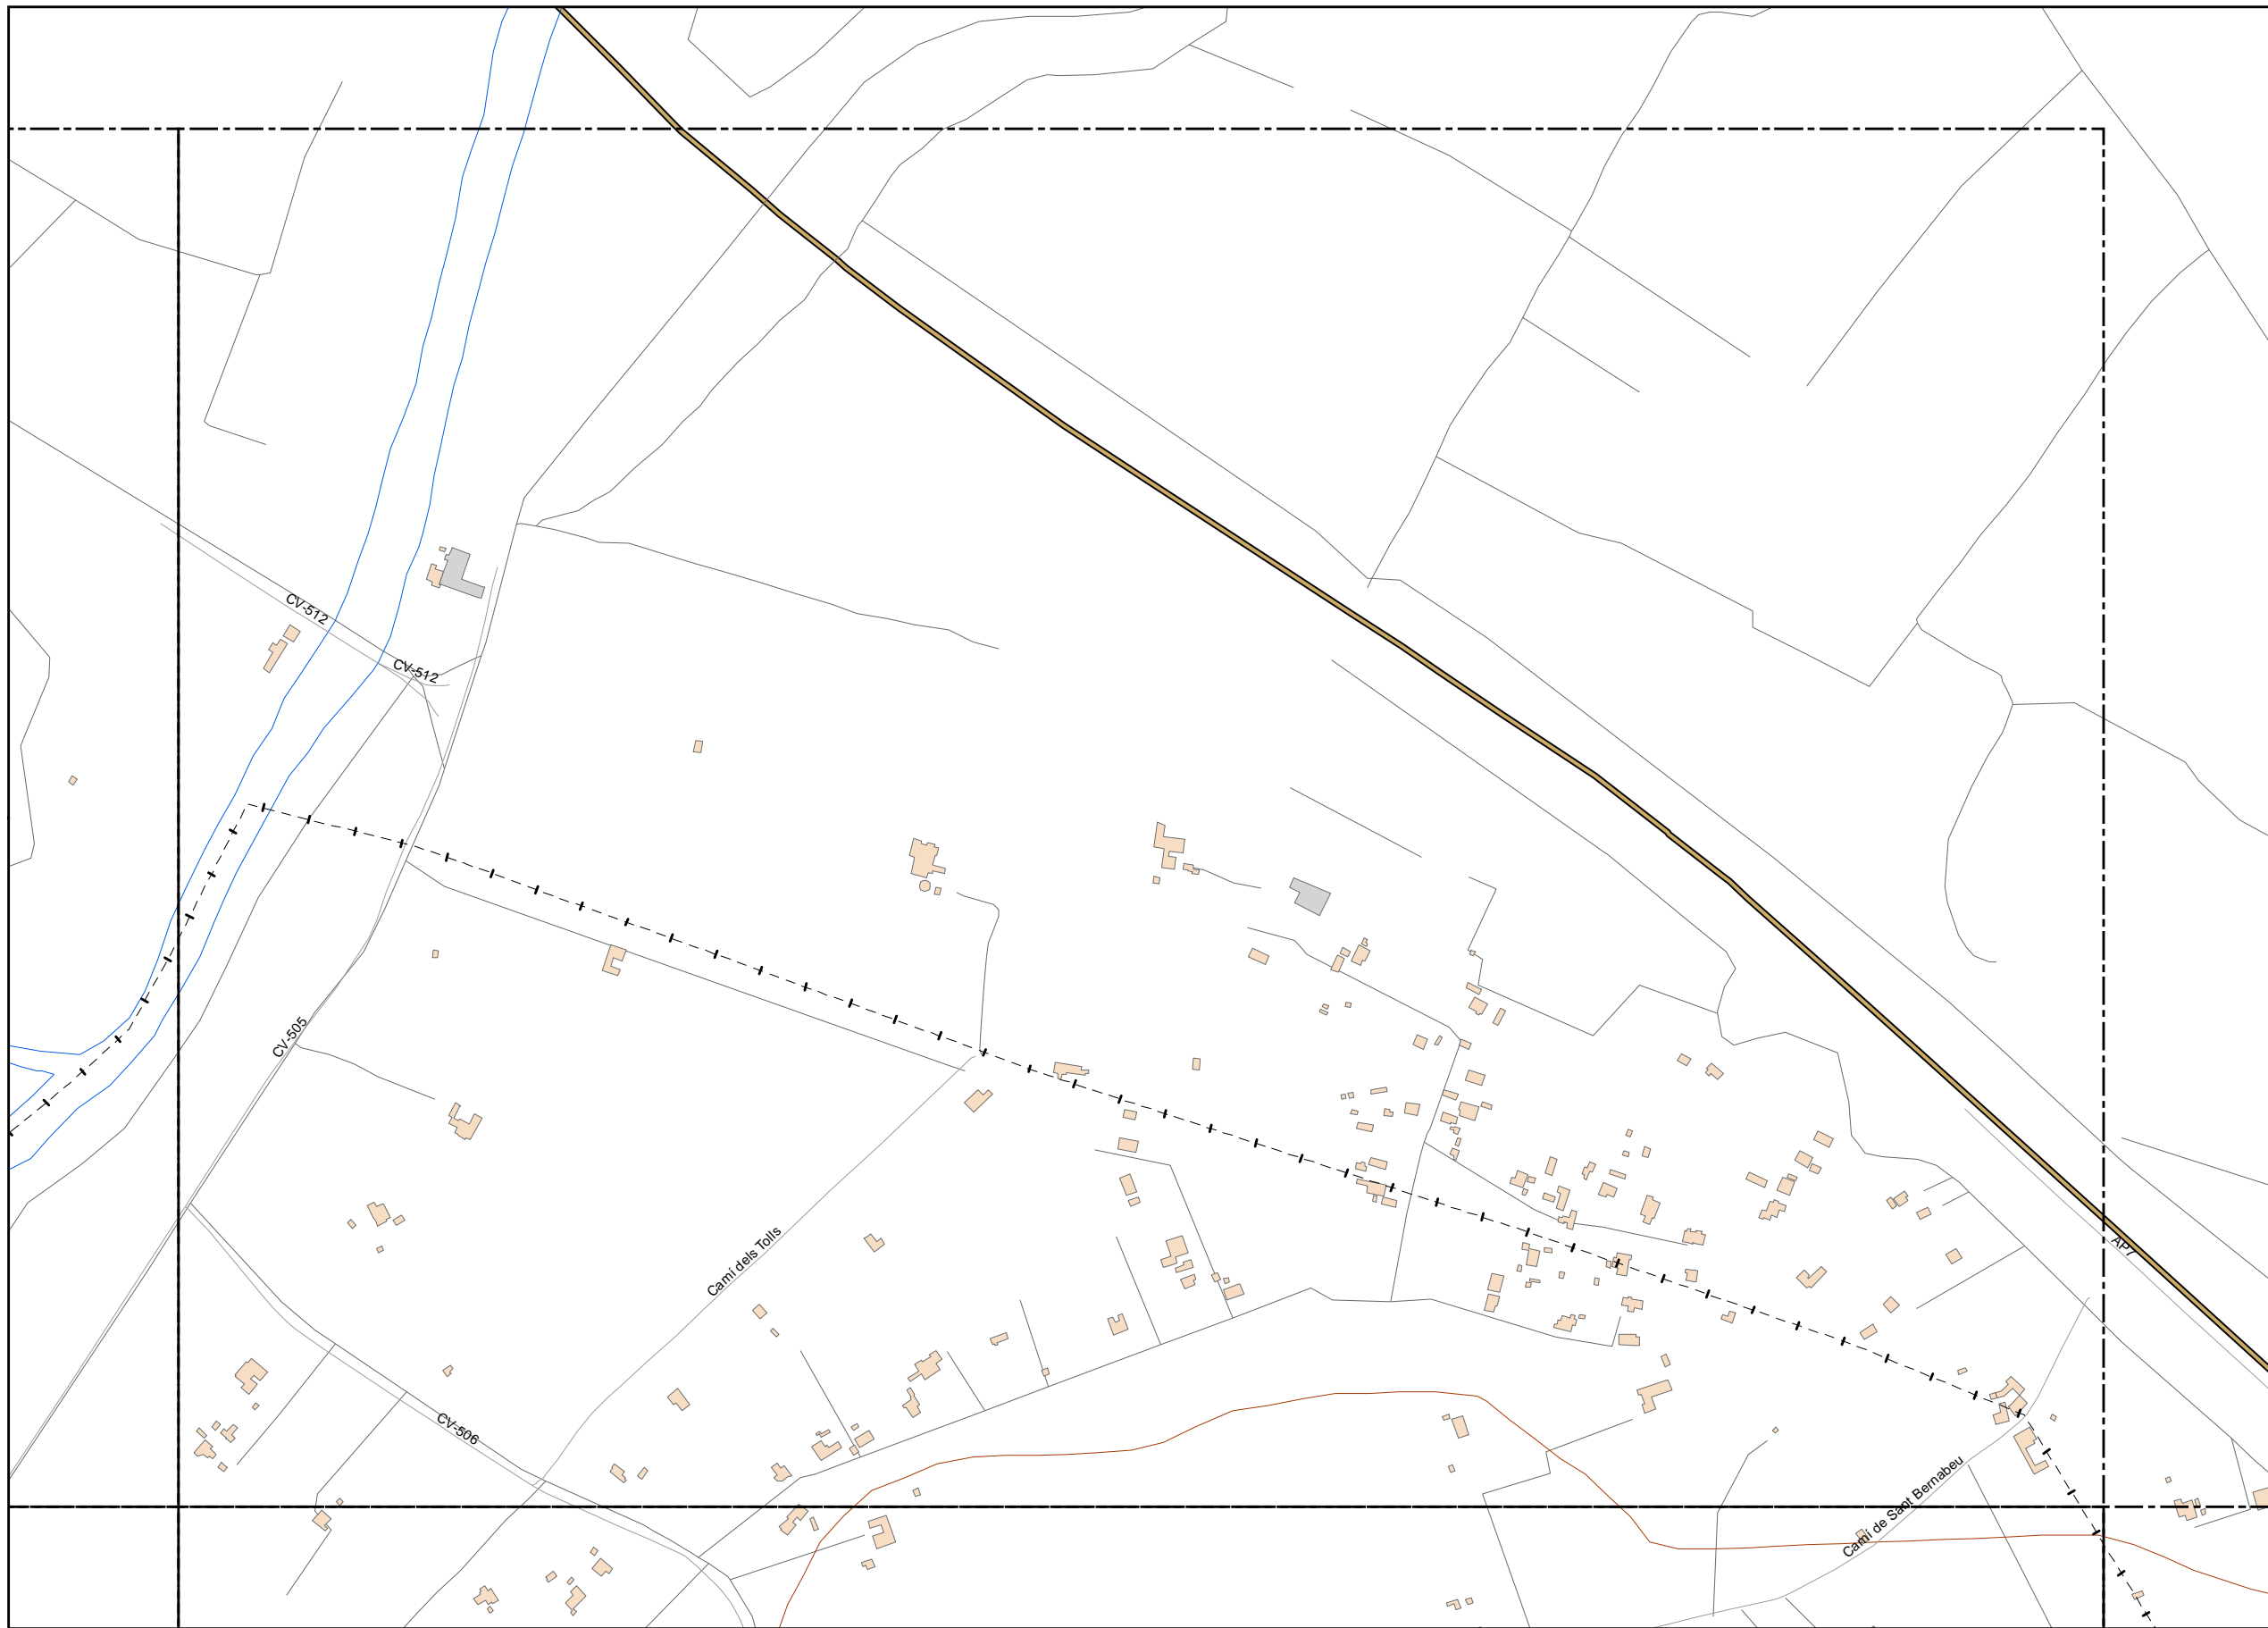 CV-512
CV-512
CV-505
AP7
Camí dels Tolls
CV-506
Camí de Sant Bernabeu